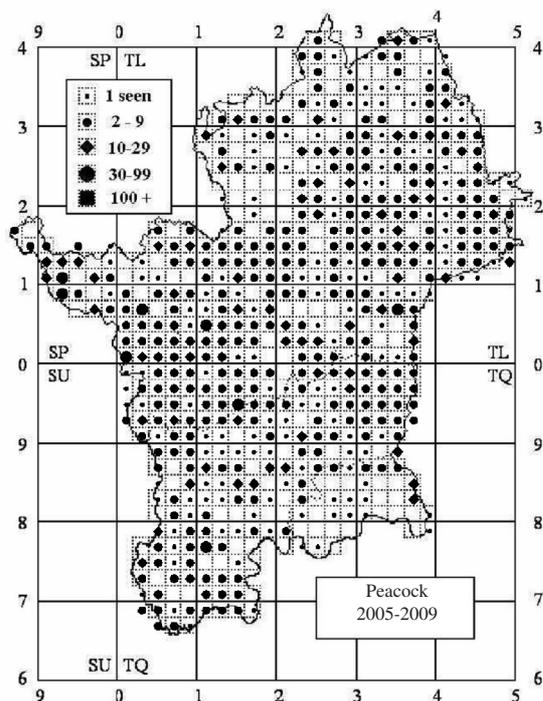 9 0 1 2 3 4 5
4 4
SP TL
1 seen
2 - 9
10-29
30-99
100 +
3 3
2 2
1 1
SP TL
0 0
SU TQ
9 9
8 8
7 7
Peacock
2005-2009
SU TQ
6 6
9 0 1 2 3 4 5